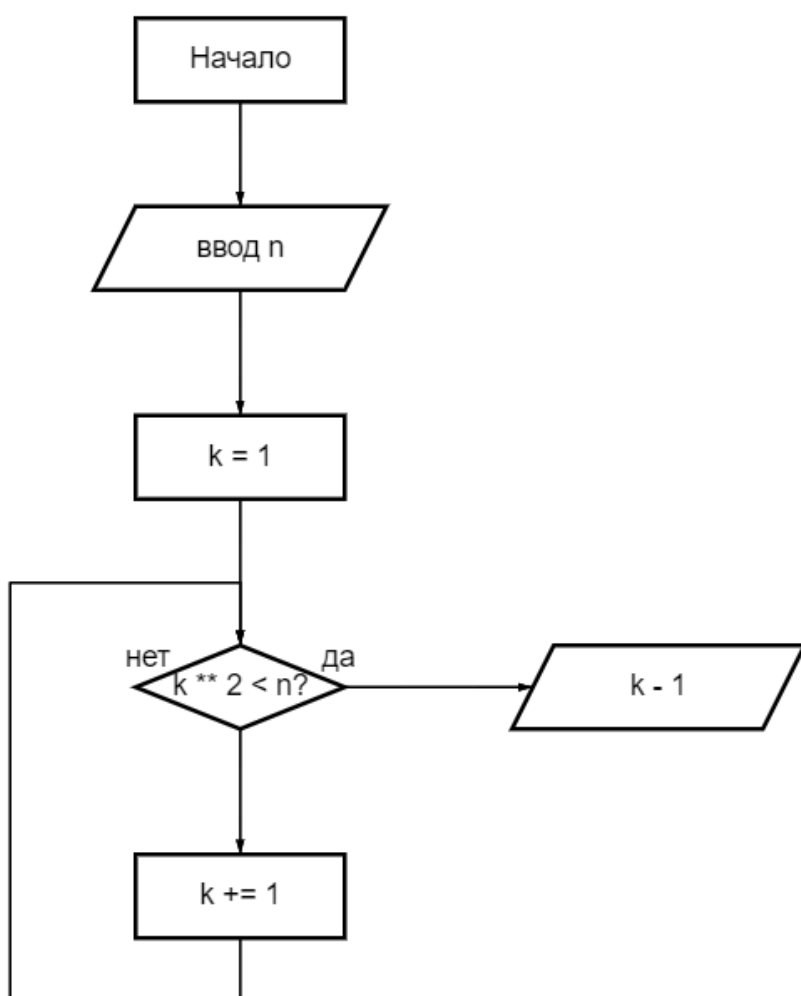 Начало
ввод n
k = 1
нет
да
k ** 2 < n?
k - 1
k += 1